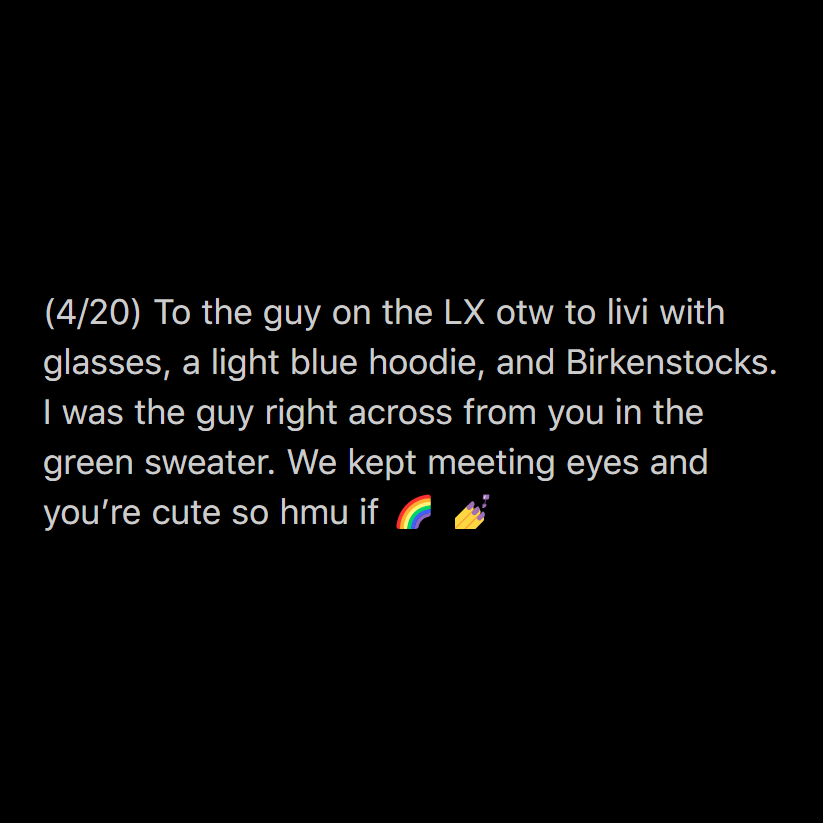 (4/20) To the guy on the LX otw to livi with
glasses, a light blue hoodie, and Birkenstocks.
I was the guy right across from you in the
green sweater. We kept meeting eyes and
you’re cute so hmu if 🌈 💅